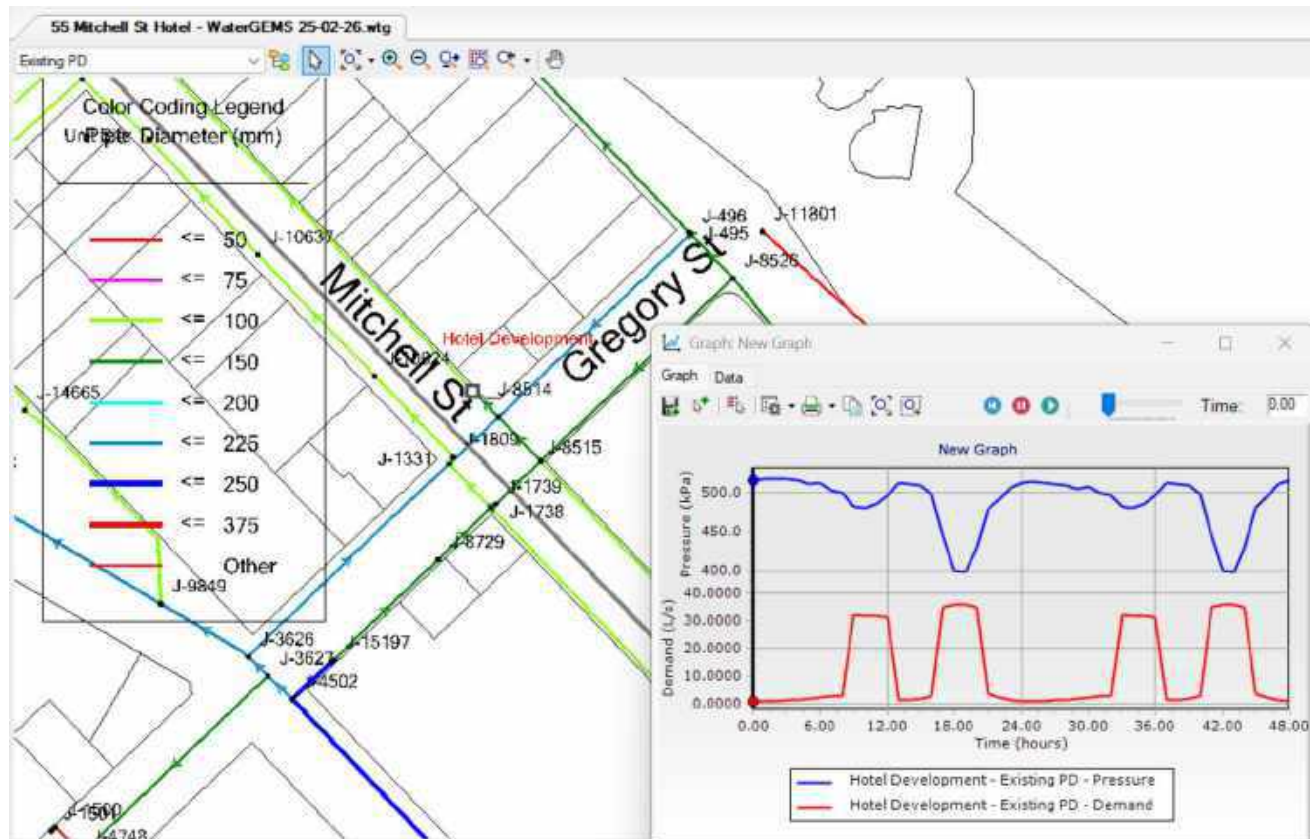 55 Mitchell St Hotel - WaterGEMS 25-02-26.wtg
Existing PD
Color Coding Legend
Pipe Diameter (mm)
<= 50
<= 75
<= 100
<= 150
<= 200
<= 225
<= 250
<= 375
Other
J-10637
J-14665
J-9849
Mitchell St
Gregory St
Hotel Development
J-496
J-495
J-11801
J-8526
J-8514
J-1809
J-8515
J-1331
J-1739
J-1738
J-8729
J-3626
J-15197
J-3627
4502
J-1500
1501
J-4748
Graph: New Graph
Graph Data
Time: 0.00
New Graph
Pressure (kPa)
500.0
450.0
400.0
Demand (L/s)
40.0000
30.0000
20.0000
10.0000
0.0000
0.00 6.00 12.00 18.00 24.00 30.00 36.00 42.00 48.00
Time (hours)
Hotel Development - Existing PD - Pressure
Hotel Development - Existing PD - Demand